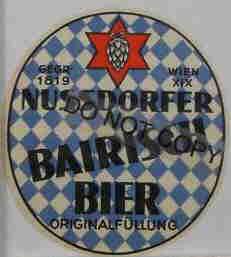 GEGR. WIEN
1819 XIX
NUSSDORFER
DO NOT COPY
BAIRISCH
BIER
ORIGINALFÜLLUNG